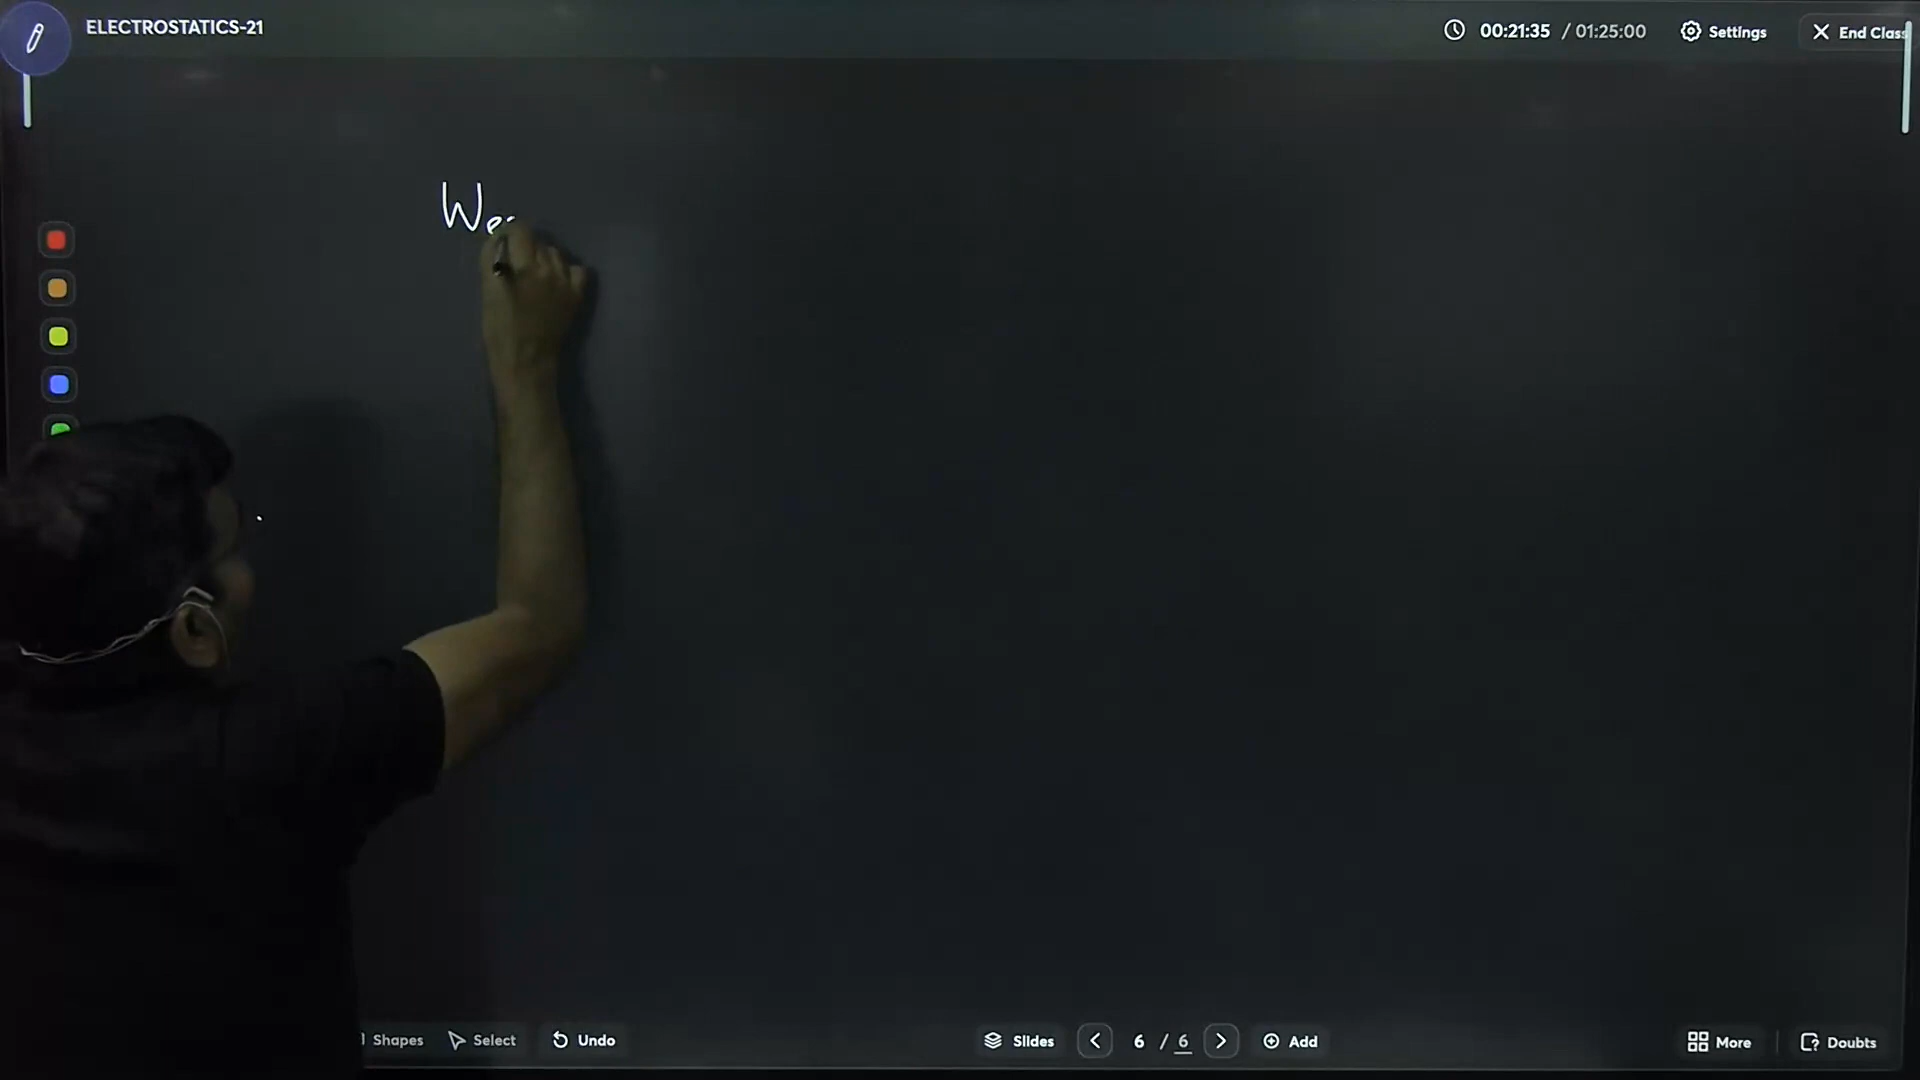 ELECTROSTATICS-21
00:21:35 / 01:25:00
Settings
End Class
We
Shapes
Select
Undo
Slides
6 / 6
Add
More
Doubts